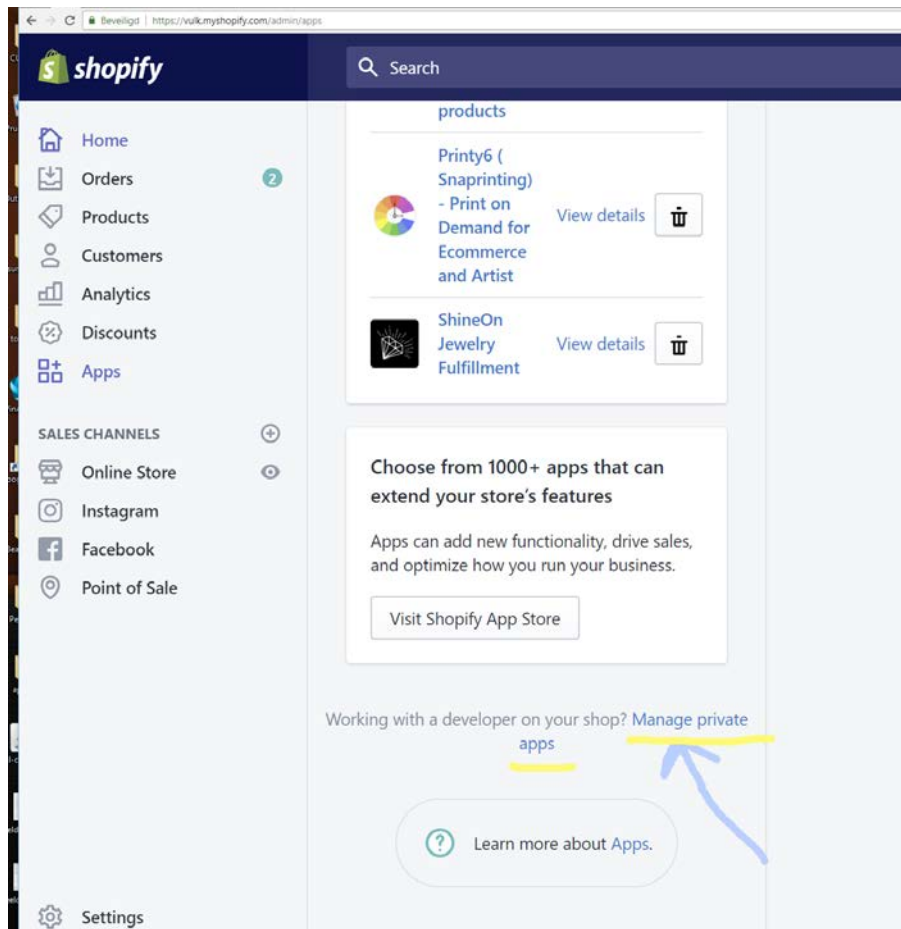 Beveiligd https://vulk.myshopify.com/admin/apps
shopify
Search
Home
Orders 2
Products
Customers
Analytics
Discounts
Apps
SALES CHANNELS
Online Store
Instagram
Facebook
Point of Sale
Settings
products
Printy6 (
Snaprinting)
- Print on
Demand for
Ecommerce
and Artist
View details
ShineOn
Jewelry
Fulfillment
View details
Choose from 1000+ apps that can
extend your store's features
Apps can add new functionality, drive sales,
and optimize how you run your business.
Visit Shopify App Store
Working with a developer on your shop? Manage private
apps
Learn more about Apps.